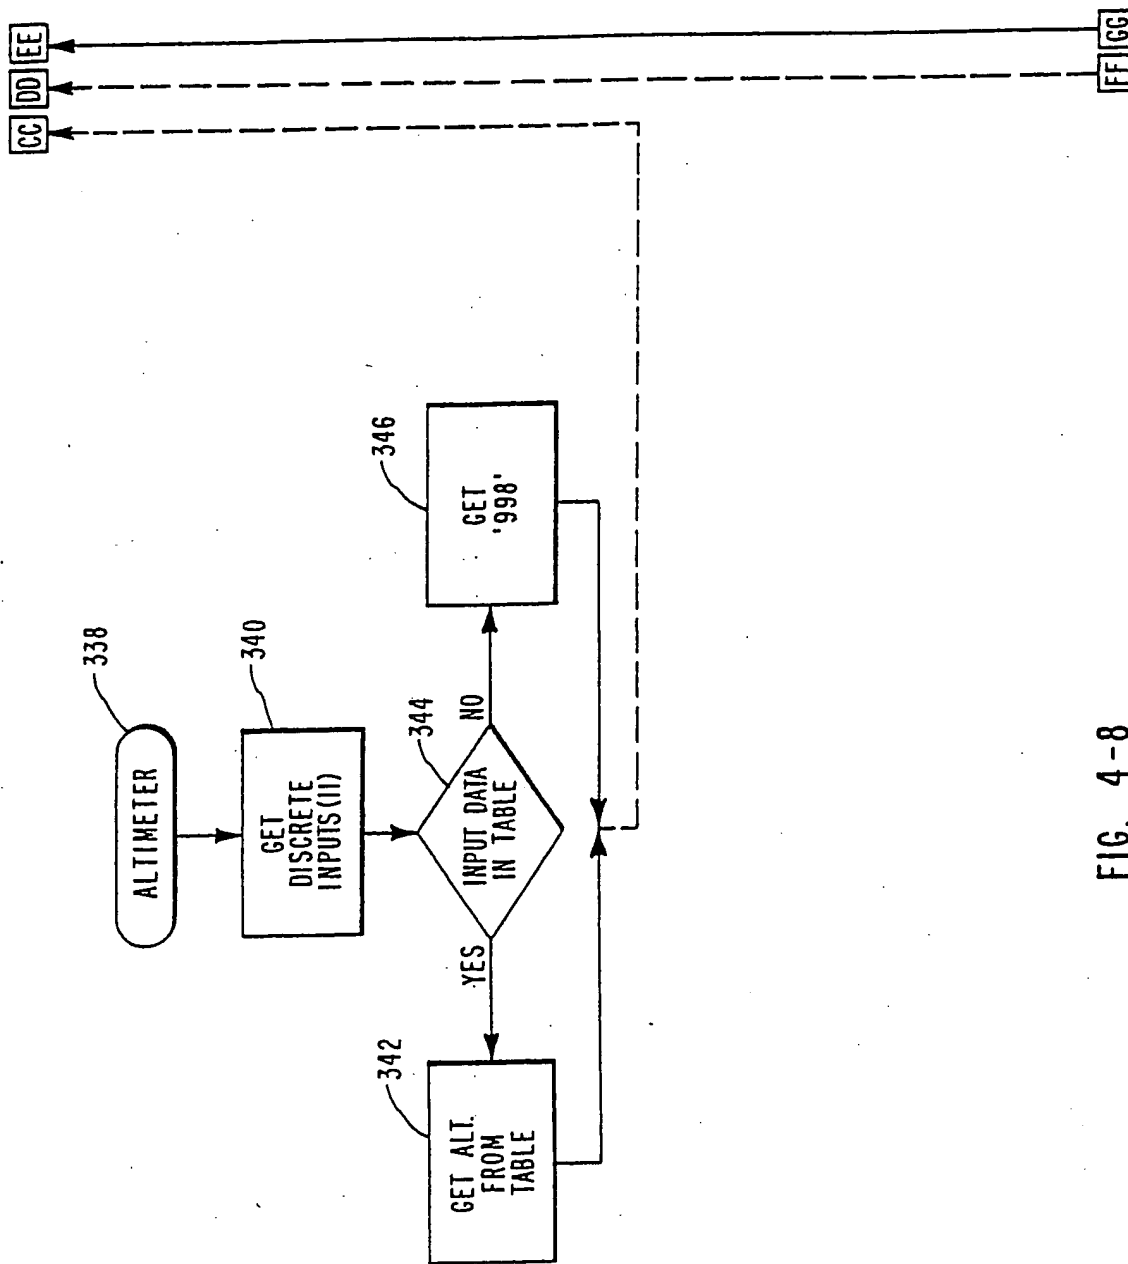 ALTIMETER
338
GET
DISCRETE
INPUTS(11)
340
INPUT DATA
IN TABLE
344
YES
NO
GET ALT.
FROM
TABLE
342
GET
'998'
346
CC
DD
EE
FF
GG
FIG. 4-8